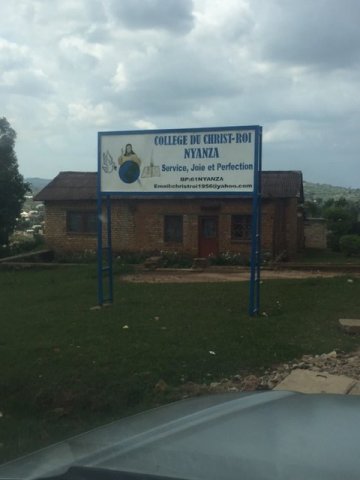 COLLEGE DU CHRIST-ROI
NYANZA
Service, Joie et Perfection
BP:61NYANZA
Email:christroi1956@yahoo.com